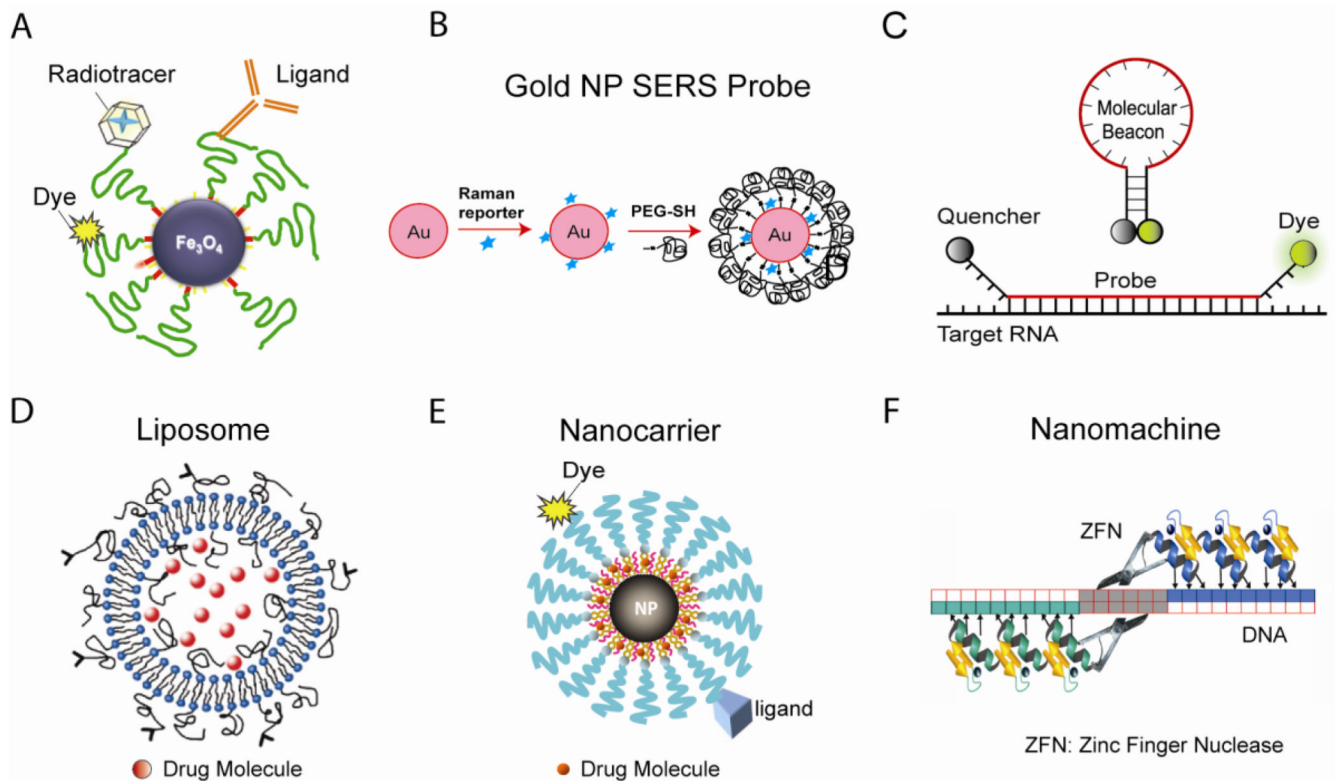 A
Radiotracer
Ligand
Dye
Fe₃O₄
B
Gold NP SERS Probe
Au
Raman
reporter
Au
PEG-SH
Au
C
Molecular
Beacon
Quencher
Dye
Probe
Target RNA
D
Liposome
Drug Molecule
E
Nanocarrier
Dye
NP
ligand
Drug Molecule
F
Nanomachine
ZFN
DNA
ZFN: Zinc Finger Nuclease